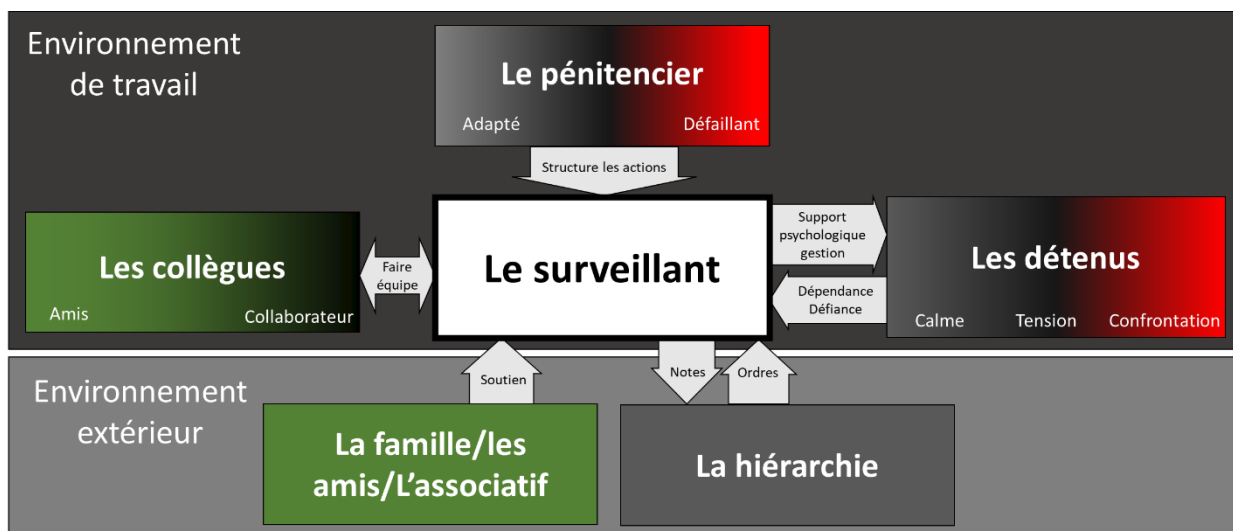 Environnement
de travail
Le pénitencier
Adapté
Défaillant
Structure les actions
Les collègues
Amis
Collaborateur
Faire
équipe
Le surveillant
Support
psychologique
gestion
Dépendance
Défiance
Les détenus
Calme
Tension
Confrontation
Environnement
extérieur
Soutien
Notes
Ordres
La famille/les
amis/L’associatif
La hiérarchie